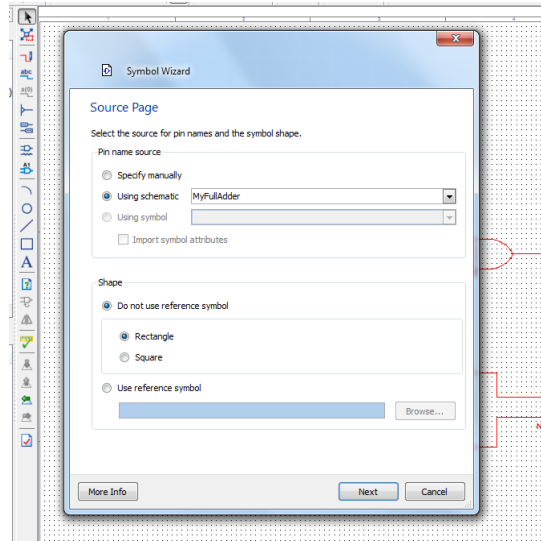 Symbol Wizard
Source Page
Select the source for pin names and the symbol shape.
Pin name source
Specify manually
Using schematic MyFullAdder
Using symbol
Import symbol attributes
Shape
Do not use reference symbol
Rectangle
Square
Use reference symbol
Browse...
More Info Next Cancel
abc
A1
A